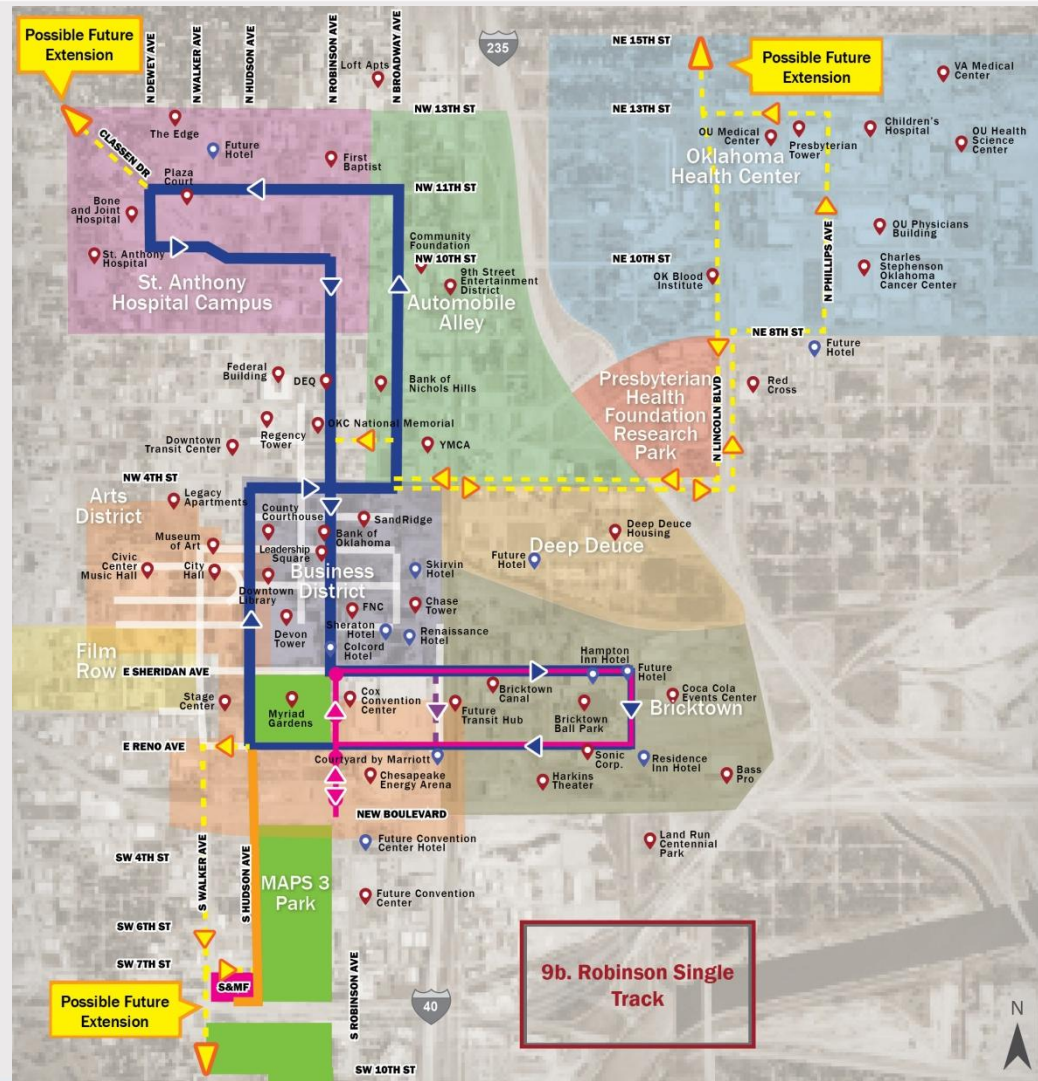 Possible Future
Extension
N DEWEY AVE
N WALKER AVE
N HUDSON AVE
N ROBINSON AVE
Loft Apts
N BROADWAY AVE
235
NE 15TH ST
Possible Future
Extension
VA Medical
Center
NW 13TH ST
NE 13TH ST
CLASSEN DR
The Edge
Future
Hotel
First
Baptist
OU Medical
Center
Presbyterian
Tower
Children's
Hospital
OU Health
Science
Center
Oklahoma
Health Center
Plaza
Court
NW 11TH ST
Bone
and Joint
Hospital
N PHILLIPS AVE
OU Physicians
Building
St. Anthony
Hospital
Community
Foundation
NW 10TH ST
NE 10TH ST
9th Street
Entertainment
District
OK Blood
Institute
Charles
Stephenson
Oklahoma
Cancer Center
St. Anthony
Hospital Campus
Automobile
Alley
NE 8TH ST
Future
Hotel
Federal
Building
DEQ
Bank of
Nichols Hills
Presbyterian
Health
Foundation
Research
Park
N LINCOLN BLVD
Red
Cross
OKC National Memorial
Regency
Tower
Downtown
Transit Center
YMCA
NW 4TH ST
Arts
District
Legacy
Apartments
County
Courthouse
SandRidge
Bank of
Oklahoma
Deep Deuce
Housing
Deep Deuce
Museum
of Art
Leadership
Square
Future
Hotel
Civic
Center
Music Hall
City
Hall
Business
District
Skirvin
Hotel
Downtown
Library
Devon
Tower
FNC
Chase
Tower
Sheraton
Hotel
Renaissance
Hotel
Colcord
Hotel
Film
Row
E SHERIDAN AVE
Hampton
Inn Hotel
Future
Hotel
Stage
Center
Myriad
Gardens
Cox
Convention
Center
Future
Transit Hub
Bricktown
Canal
Bricktown
Ball Park
Coca Cola
Events Center
Bricktown
E RENO AVE
Courtyard by Marriott
Sonic
Corp.
Residence
Inn Hotel
Chesapeake
Energy Arena
Harkins
Theater
Bass
Pro
NEW BOULEVARD
Future Convention
Center Hotel
Land Run
Centennial
Park
SW 4TH ST
S WALKER AVE
S HUDSON AVE
MAPS 3
Park
Future Convention
Center
SW 6TH ST
SW 7TH ST
S&MF
Possible Future
Extension
S ROBINSON AVE
40
9b. Robinson Single
Track
N
SW 10TH ST